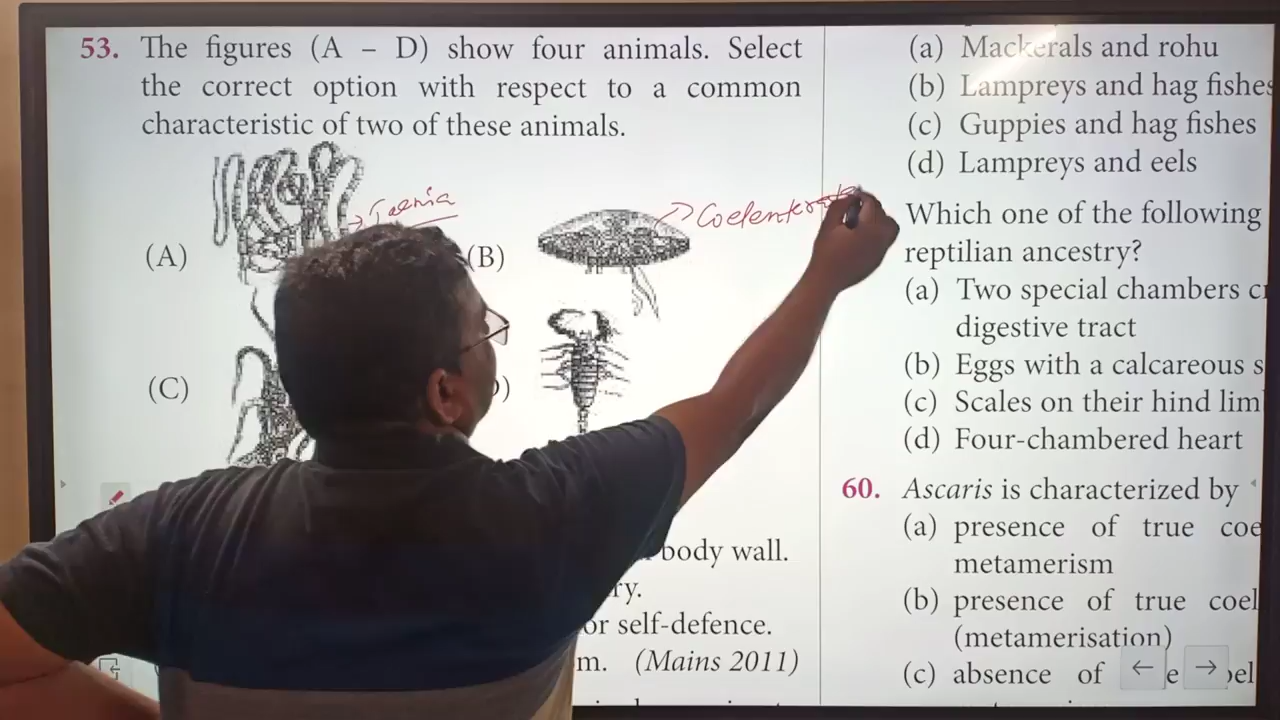 53. The figures (A – D) show four animals. Select
the correct option with respect to a common
characteristic of two of these animals.
Taenia
(A)
(B)
(C)
)
body wall.
ry.
or self-defence.
m. (Mains 2011)
(a) Mackerals and rohu
(b) Lampreys and hag fishes
(c) Guppies and hag fishes
(d) Lampreys and eels
Which one of the following
reptilian ancestry?
(a) Two special chambers
digestive tract
(b) Eggs with a calcareous s
(c) Scales on their hind lim
(d) Four-chambered heart
60. Ascaris is characterized by
(a) presence of true coe
metamerism
(b) presence of true coel
(metamerisation)
(c) absence of